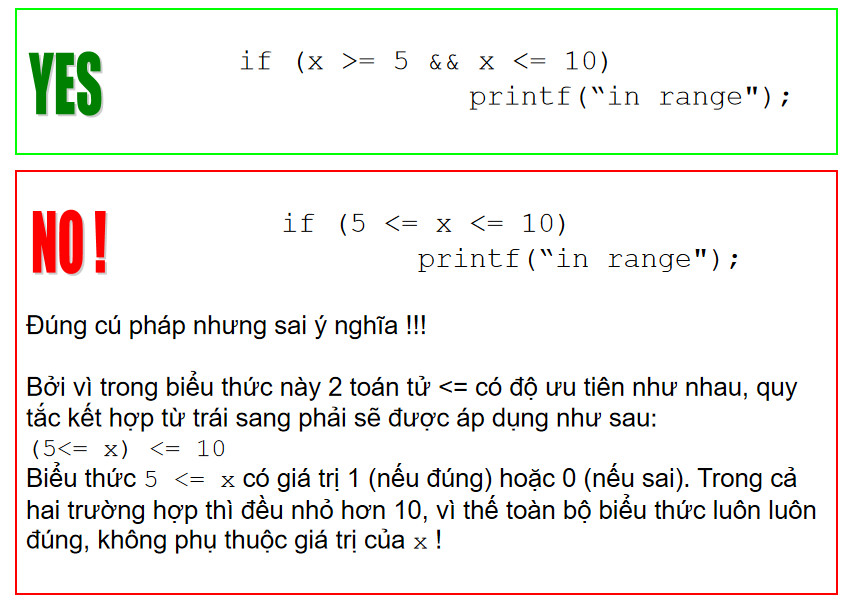 YES
if (x >= 5 && x <= 10)
printf(“in range");
NO !
if (5 <= x <= 10)
printf(“in range");
Đúng cú pháp nhưng sai ý nghĩa !!!
Bởi vì trong biểu thức này 2 toán tử <= có độ ưu tiên như nhau, quy
tắc kết hợp từ trái sang phải sẽ được áp dụng như sau:
(5<= x) <= 10
Biểu thức 5 <= x có giá trị 1 (nếu đúng) hoặc 0 (nếu sai). Trong cả
hai trường hợp thì đều nhỏ hơn 10, vì thế toàn bộ biểu thức luôn luôn
đúng, không phụ thuộc giá trị của x !